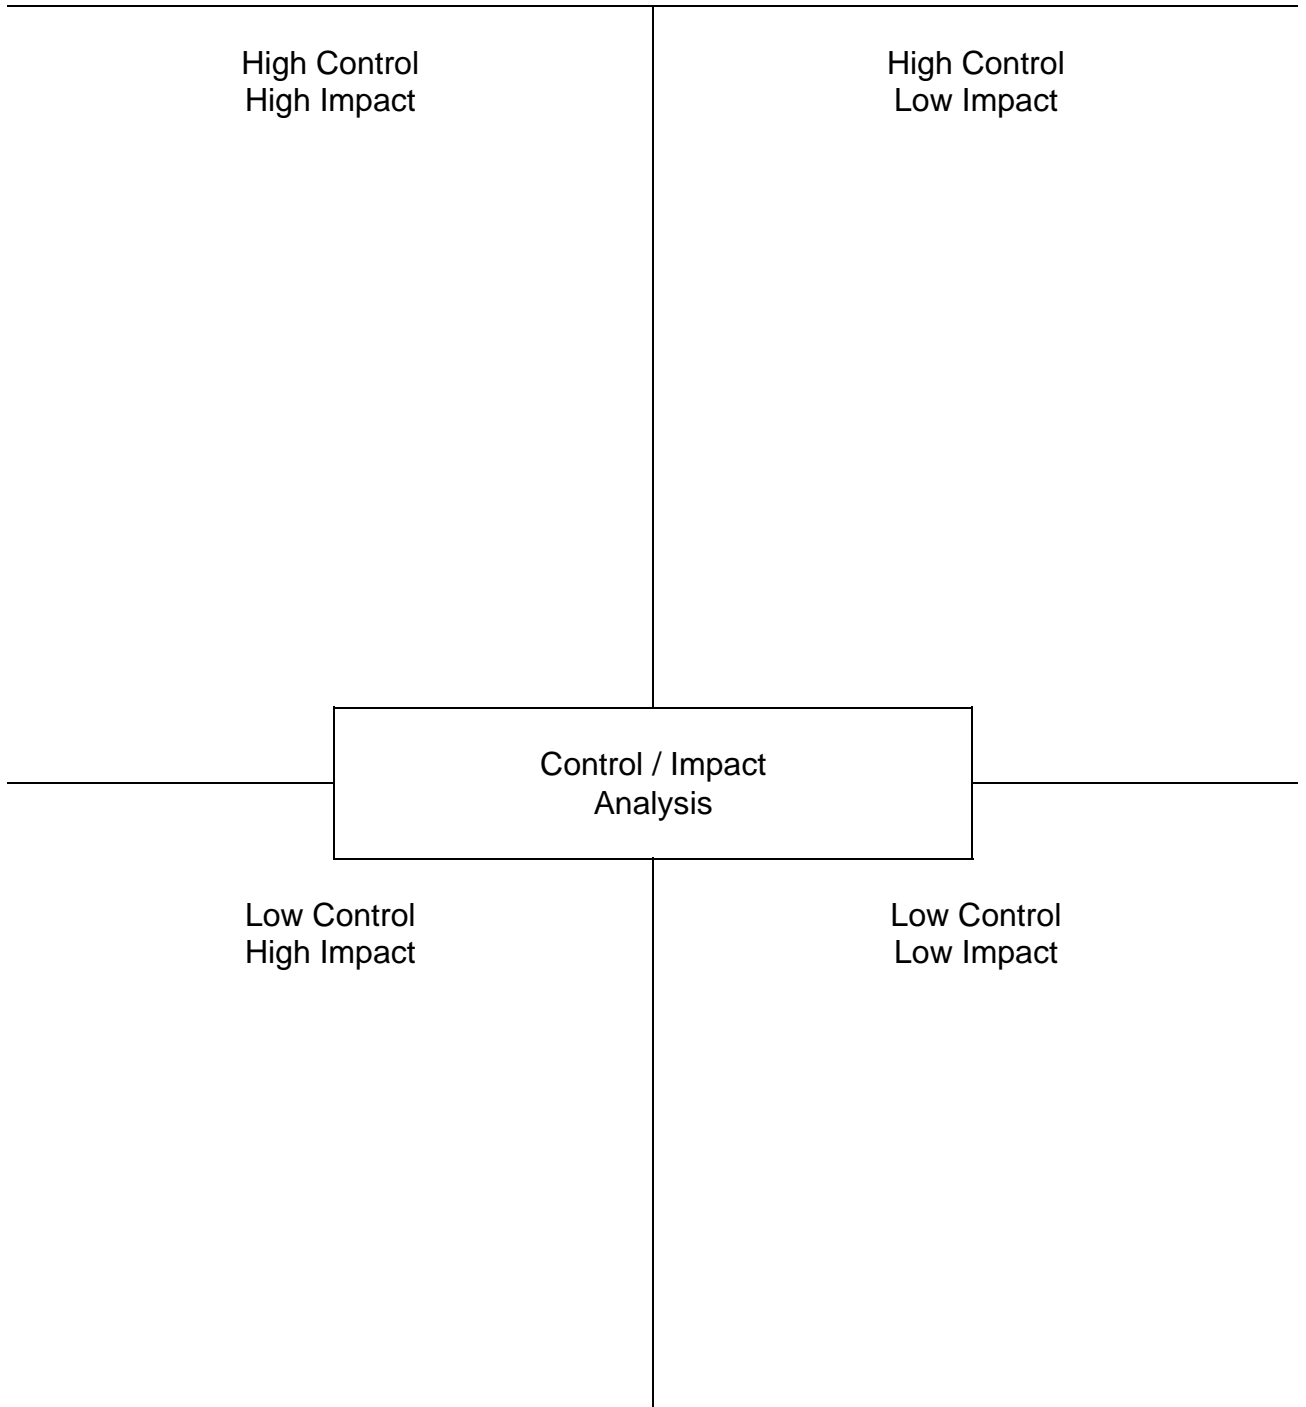 High Control
High Impact
High Control
Low Impact
Control / Impact
Analysis
Low Control
High Impact
Low Control
Low Impact